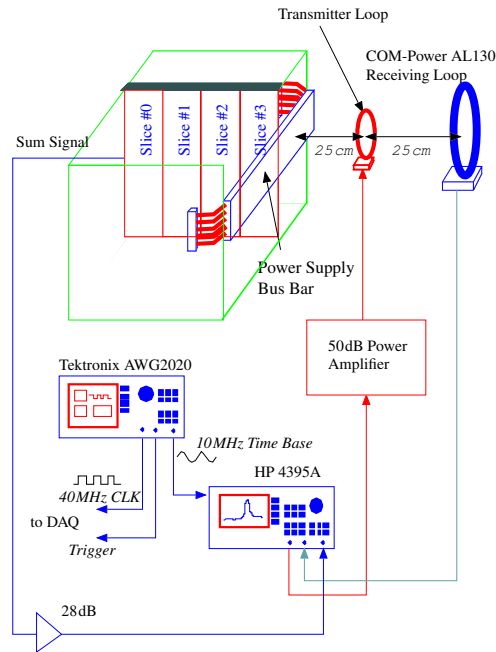 Transmitter Loop
COM-Power AL130
Receiving Loop
Slice #0
Slice #1
Slice #2
Slice #3
Sum Signal
25cm
25cm
Power Supply
Bus Bar
50dB Power
Amplifier
Tektronix AWG2020
10MHz Time Base
HP 4395A
40MHz CLK
to DAQ
Trigger
28dB